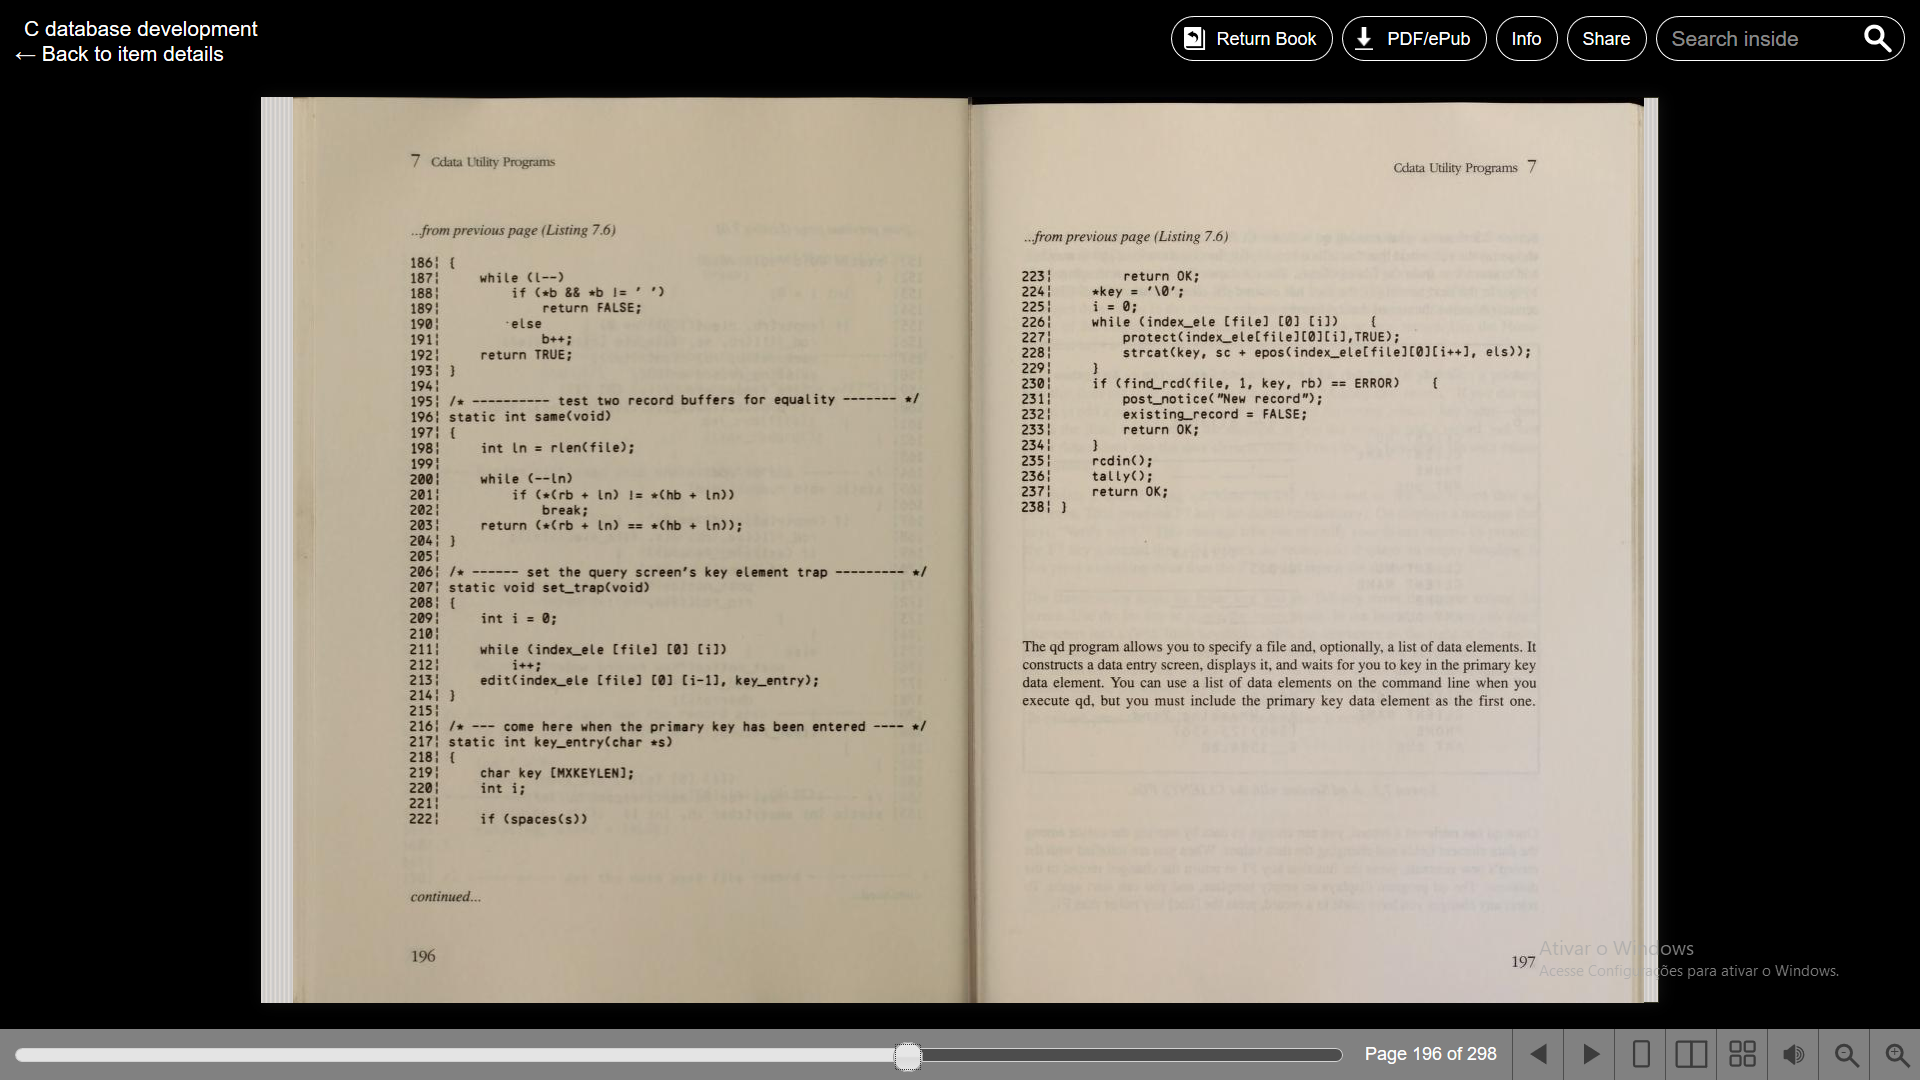 C database development
← Back to item details
Return Book
PDF/ePub
Info
Share
Search inside
7 Cdata Utility Programs
...from previous page (Listing 7.6)
186¦ {
187¦     while (l--)
188¦         if (*b && *b != ' ')
189¦             return FALSE;
190¦         else
191¦             b++;
192¦     return TRUE;
193¦ }
194¦
195¦ /* ---------- test two record buffers for equality ------- */
196¦ static int same(void)
197¦ {
198¦     int ln = rlen(file);
199¦
200¦     while (--ln)
201¦         if (*(rb + ln) != *(hb + ln))
202¦             break;
203¦     return (*(rb + ln) == *(hb + ln));
204¦ }
205¦
206¦ /* ------ set the query screen's key element trap --------- */
207¦ static void set_trap(void)
208¦ {
209¦     int i = 0;
210¦
211¦     while (index_ele [file] [0] [i])
212¦         i++;
213¦     edit(index_ele [file] [0] [i-1], key_entry);
214¦ }
215¦
216¦ /* --- come here when the primary key has been entered ---- */
217¦ static int key_entry(char *s)
218¦ {
219¦     char key [MXKEYLEN];
220¦     int i;
221¦
222¦     if (spaces(s))
continued...
196
Cdata Utility Programs 7
...from previous page (Listing 7.6)
223¦         return OK;
224¦     *key = '\0';
225¦     i = 0;
226¦     while (index_ele [file] [0] [i])    {
227¦         protect(index_ele[file][0][i],TRUE);
228¦         strcat(key, sc + epos(index_ele[file][0][i++], els));
229¦     }
230¦     if (find_rcd(file, 1, key, rb) == ERROR)    {
231¦         post_notice("New record");
232¦         existing_record = FALSE;
233¦         return OK;
234¦     }
235¦     rcdin();
236¦     tally();
237¦     return OK;
238¦ }
The qd program allows you to specify a file and, optionally, a list of data elements. It
constructs a data entry screen, displays it, and waits for you to key in the primary key
data element. You can use a list of data elements on the command line when you
execute qd, but you must include the primary key data element as the first one.
197
Ativar o Windows
Acesse Configurações para ativar o Windows.
Page 196 of 298